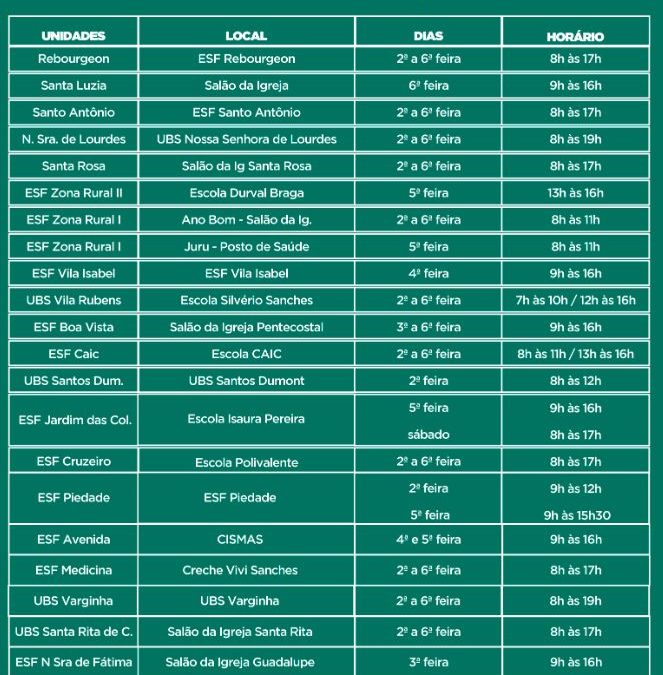 UNIDADES LOCAL DIAS HORÁRIO
Rebourgeon ESF Rebourgeon 2ª a 6ª feira 8h às 17h
Santa Luzia Salão da Igreja 6ª feira 9h às 16h
Santo Antônio ESF Santo Antônio 2ª a 6ª feira 8h às 17h
N. Sra. de Lourdes UBS Nossa Senhora de Lourdes 2ª a 6ª feira 8h às 19h
Santa Rosa Salão da Ig Santa Rosa 2ª a 6ª feira 8h às 17h
ESF Zona Rural II Escola Durval Braga 5ª feira 13h às 16h
ESF Zona Rural I Ano Bom - Salão da Ig. 2ª a 6ª feira 8h às 11h
ESF Zona Rural I Juru - Posto de Saúde 5ª feira 8h às 11h
ESF Vila Isabel ESF Vila Isabel 4ª feira 9h às 16h
UBS Vila Rubens Escola Silvério Sanches 2ª a 6ª feira 7h às 10h / 12h às 16h
ESF Boa Vista Salão da Igreja Pentecostal 3ª a 6ª feira 9h às 16h
ESF Caic Escola CAIC 2ª a 6ª feira 8h às 11h / 13h às 16h
UBS Santos Dum. UBS Santos Dumont 2ª feira 8h às 12h
ESF Jardim das Col. Escola Isaura Pereira 5ª feira 9h às 16h
sábado 8h às 17h
ESF Cruzeiro Escola Polivalente 2ª a 6ª feira 8h às 17h
ESF Piedade ESF Piedade 2ª feira 9h às 12h
5ª feira 9h às 15h30
ESF Avenida CISMAS 4ª e 5ª feira 9h às 16h
ESF Medicina Creche Vivi Sanches 2ª a 6ª feira 8h às 17h
UBS Varginha UBS Varginha 2ª a 6ª feira 8h às 19h
UBS Santa Rita de C. Salão da Igreja Santa Rita 2ª a 6ª feira 8h às 17h
ESF N Sra de Fátima Salão da Igreja Guadalupe 3ª feira 9h às 16h